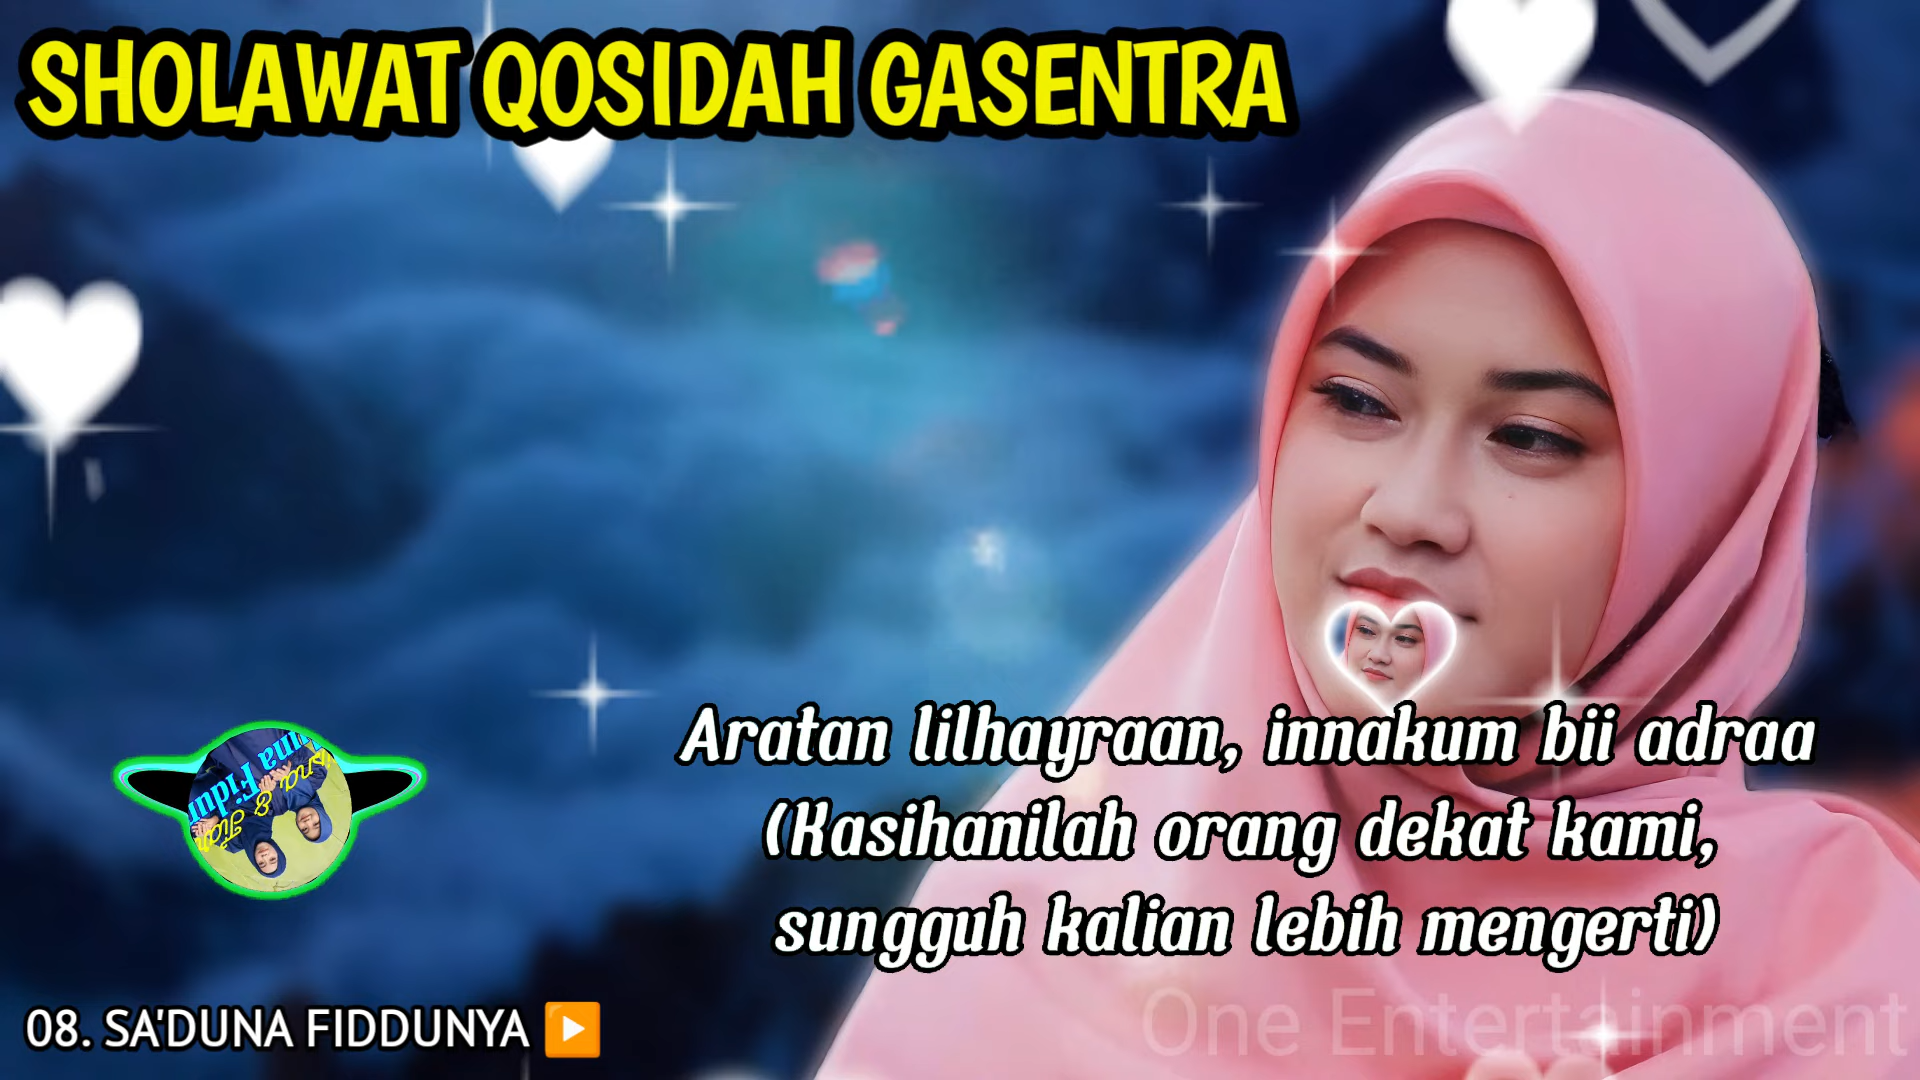 SHOLAWAT QOSIDAH GASENTRA
Aratan lilhayraan, innakum bii adraa
(Kasihanilah orang dekat kami,
sungguh kalian lebih mengerti)
08. SA'DUNA FIDDUNYA
One Entertainment